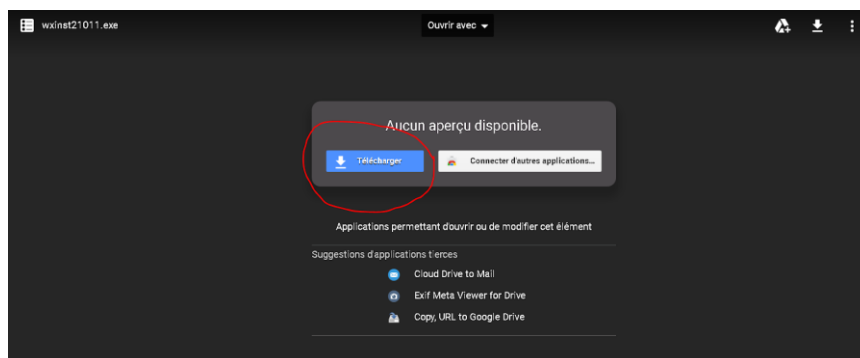 wxinst21011.exe
Ouvrir avec
Aucun aperçu disponible.
Télécharger
Connecter d'autres applications...
Applications permettant d'ouvrir ou de modifier cet élément
Suggestions d'applications tierces
Cloud Drive to Mail
Exif Meta Viewer for Drive
Copy, URL to Google Drive